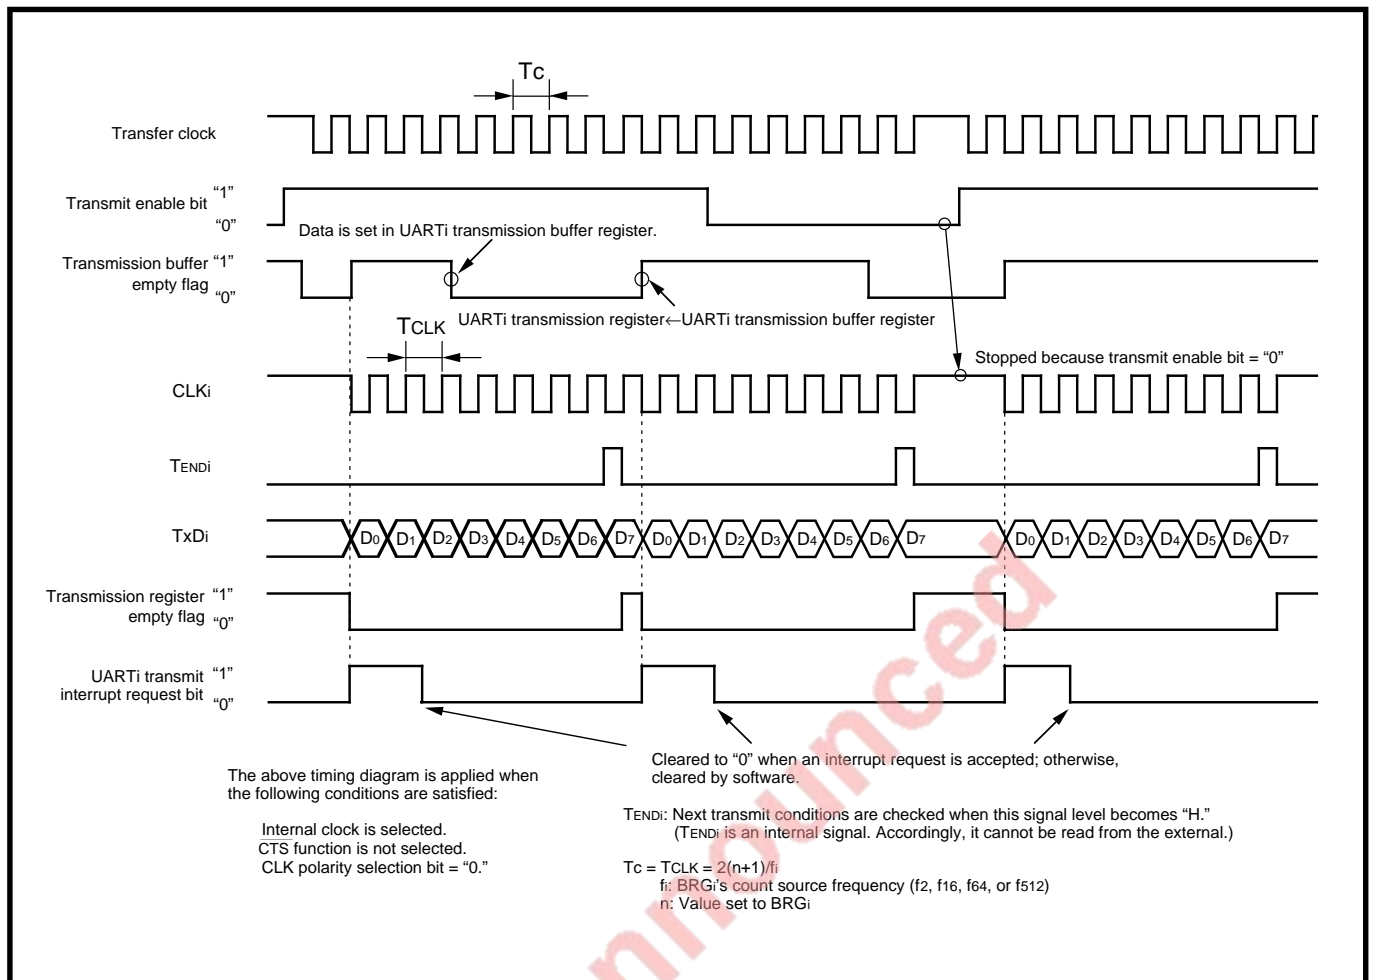 Tc
Transfer clock
Transmit enable bit “1”
“0”
Data is set in UARTi transmission buffer register.
Transmission buffer “1”
empty flag “0”
UARTi transmission register←UARTi transmission buffer register
TCLK
Stopped because transmit enable bit = “0”
CLKi
TENDi
TxDi
D0 D1 D2 D3 D4 D5 D6 D7 D0 D1 D2 D3 D4 D5 D6 D7 D0 D1 D2 D3 D4 D5 D6 D7
Transmission register “1”
empty flag “0”
UARTi transmit “1”
interrupt request bit “0”
Cleared to “0” when an interrupt request is accepted; otherwise,
cleared by software.
The above timing diagram is applied when
the following conditions are satisfied:
Internal clock is selected.
CTS function is not selected.
CLK polarity selection bit = “0.”
TENDi: Next transmit conditions are checked when this signal level becomes “H.”
(TENDi is an internal signal. Accordingly, it cannot be read from the external.)
Tc = TCLK = 2(n+1)/fi
fi: BRGi’s count source frequency (f2, f16, f64, or f512)
n: Value set to BRGi
nnounced